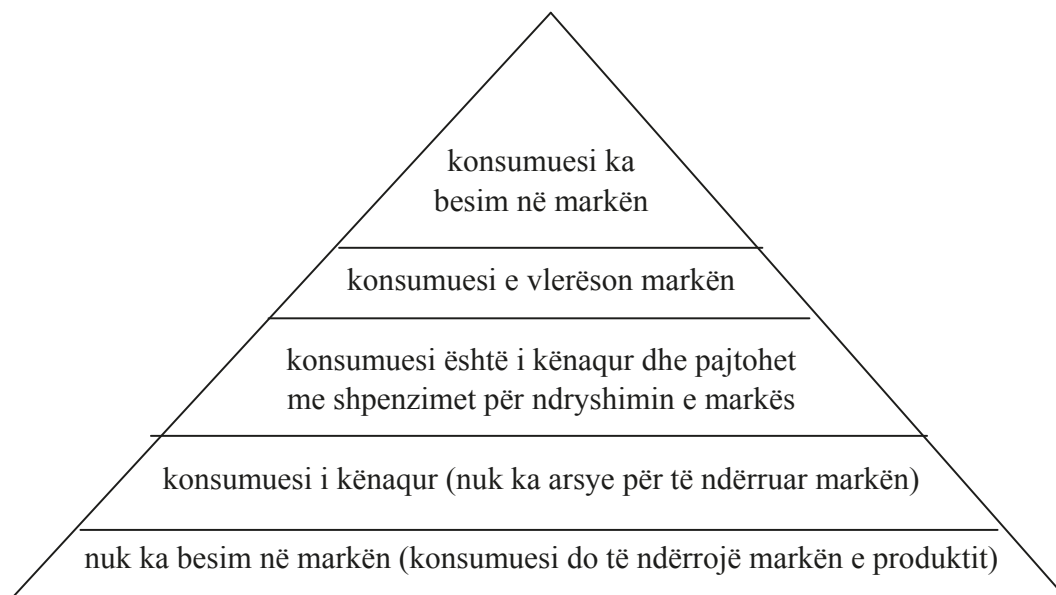 konsumuesi ka
besim në markën
konsumuesi e vlerëson markën
konsumuesi është i kënaqur dhe pajtohet
me shpenzimet për ndryshimin e markës
konsumuesi i kënaqur (nuk ka arsye për të ndërruar markën)
nuk ka besim në markën (konsumuesi do të ndërrojë markën e produktit)